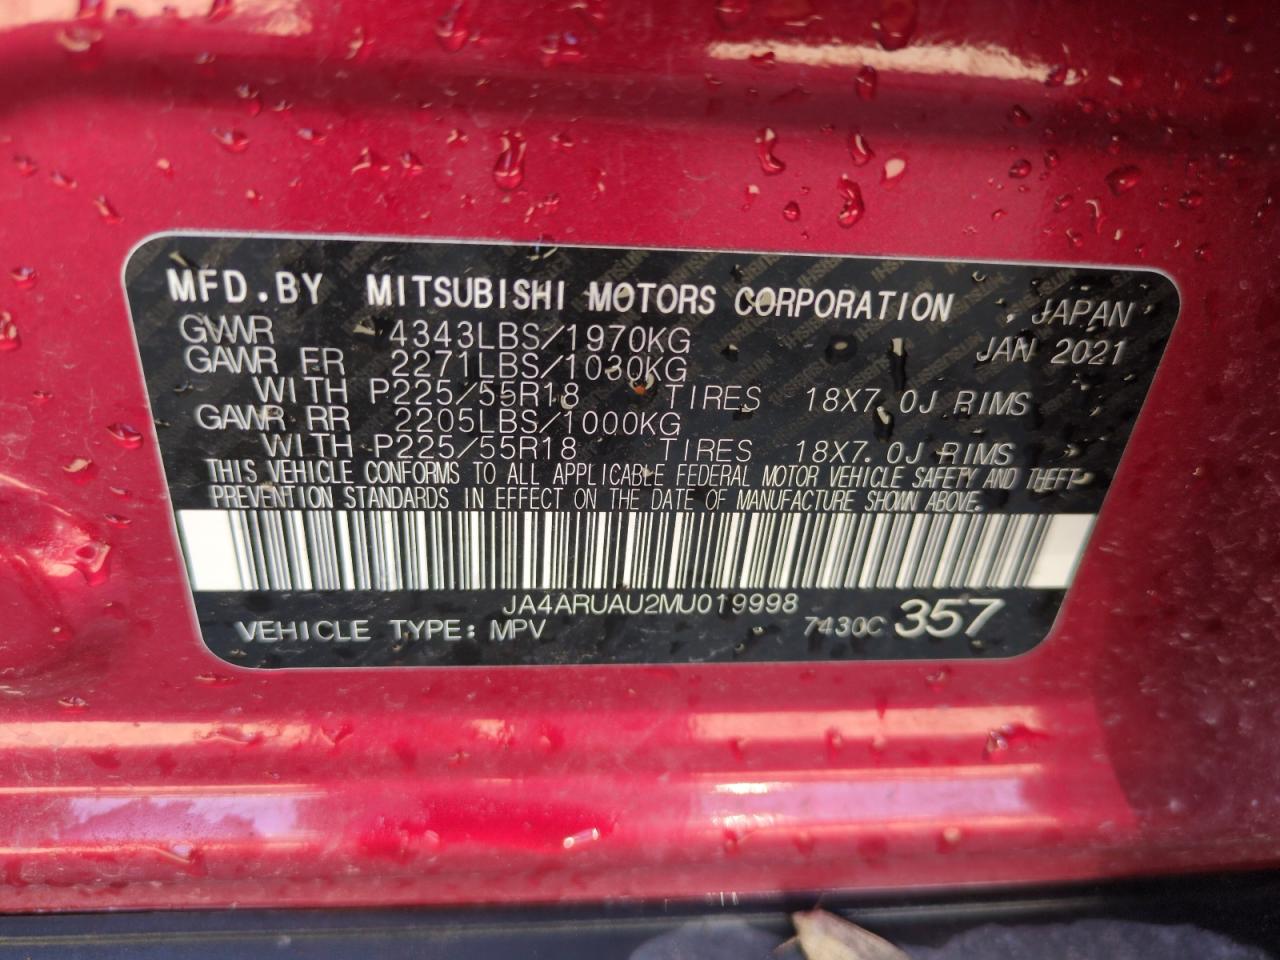 MFD.BY MITSUBISHI MOTORS CORPORATION JAPAN
GVWR 4343LBS/1970KG JAN 2021
GAWR FR 2271LBS/1030KG
WITH P225/55R18 TIRES 18X7.0J RIMS
GAWR RR 2205LBS/1000KG
WITH P225/55R18 TIRES 18X7.0J RIMS
THIS VEHICLE CONFORMS TO ALL APPLICABLE FEDERAL MOTOR VEHICLE SAFETY AND THEFT
PREVENTION STANDARDS IN EFFECT ON THE DATE OF MANUFACTURE SHOWN ABOVE.
JA4ARUAU2MU019998
VEHICLE TYPE: MPV 7430C 357